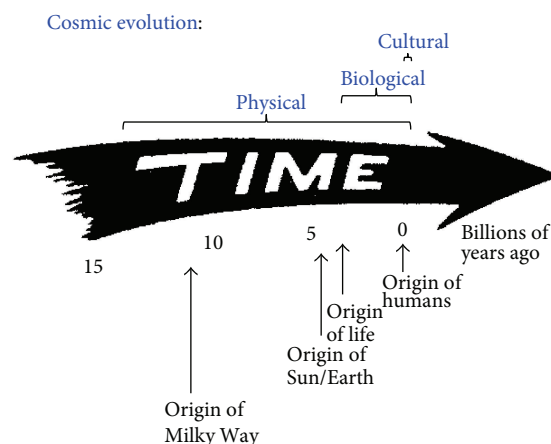 Cosmic evolution:
Cultural
Biological
Physical
TIME
15
10
5
0
Billions of
years ago
Origin of
humans
Origin
of life
Origin of
Sun/Earth
Origin of
Milky Way